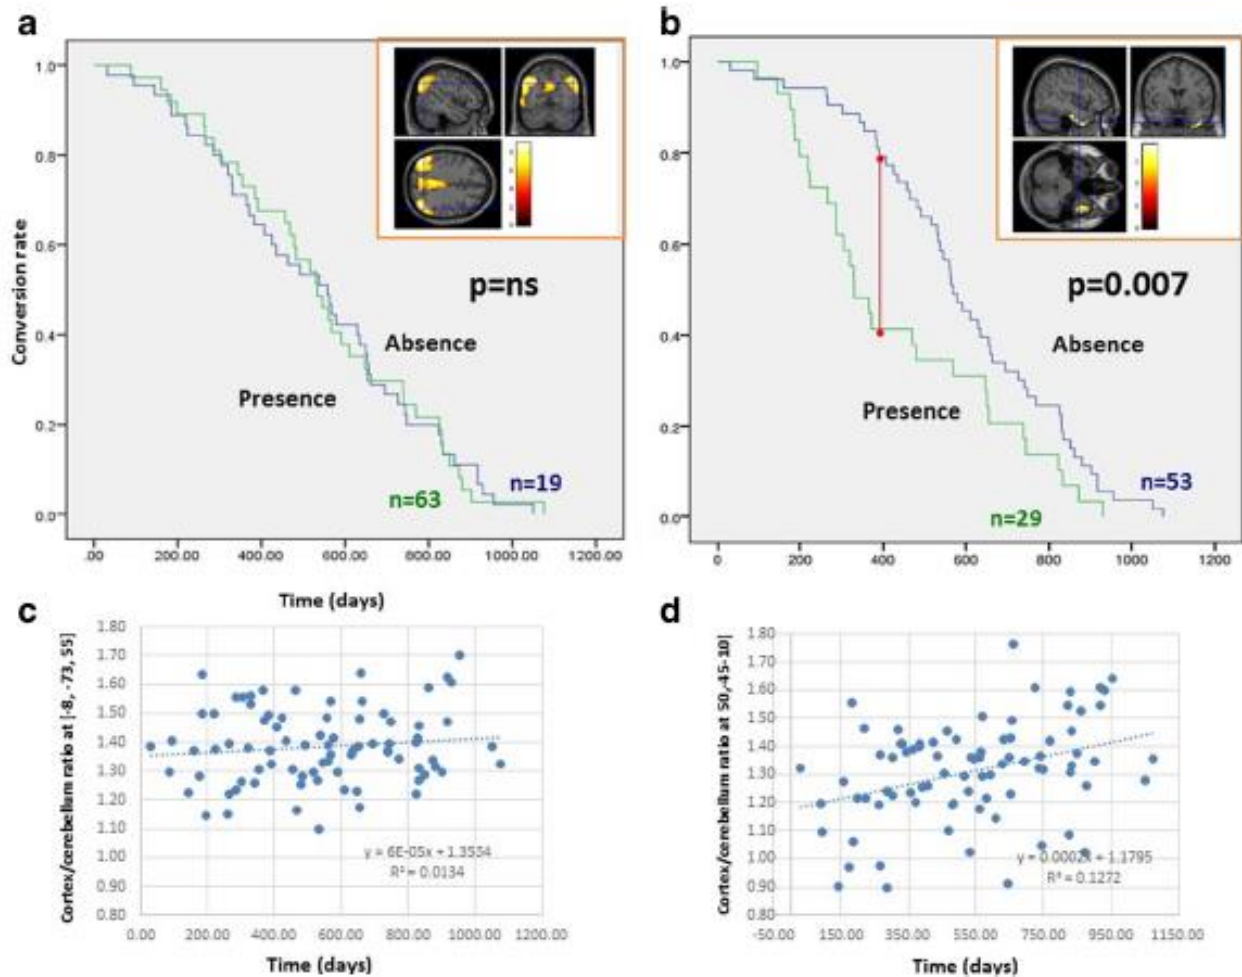 a
1.0
0.8
0.6
0.4
0.2
0.0
Conversion rate
p=ns
Absence
Presence
n=63
n=19
.00 200.00 400.00 600.00 800.00 1000.00 1200.00
Time (days)
b
1.0
0.8
0.6
0.4
0.2
0.0
p=0.007
Absence
Presence
n=53
n=29
0 200 400 600 800 1000 1200
c
Cortex/cerebellum ratio at [-8, -73, 55]
1.80
1.70
1.60
1.50
1.40
1.30
1.20
1.10
1.00
0.90
0.80
y = 6E-05x + 1.3534
R² = 0.0134
0.00 200.00 400.00 600.00 800.00 1000.00 1200.00
Time (days)
d
Cortex/cerebellum ratio at 50,-45-10]
1.80
1.70
1.60
1.50
1.40
1.30
1.20
1.10
1.00
0.90
0.80
y = 0.0002x + 1.1795
R² = 0.1272
-50.00 150.00 350.00 550.00 750.00 950.00 1150.00
Time (days)